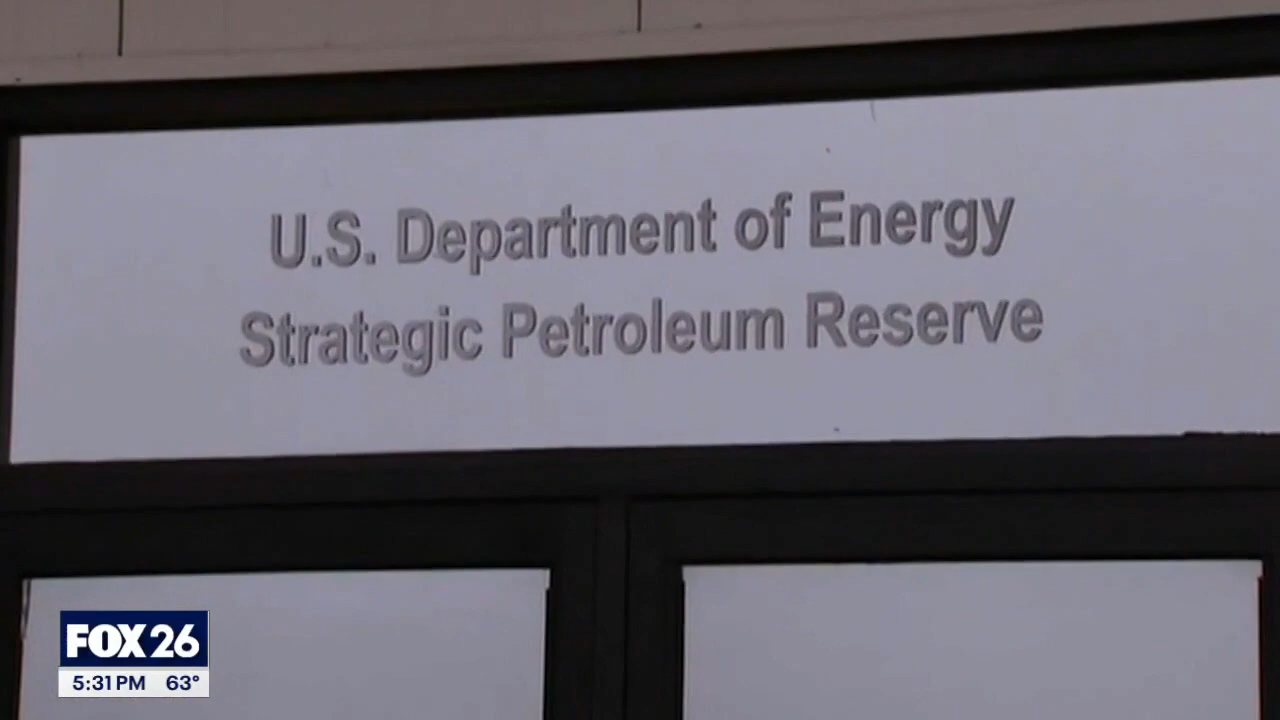 U.S. Department of Energy
Strategic Petroleum Reserve
FOX 26
5:31 PM 63°